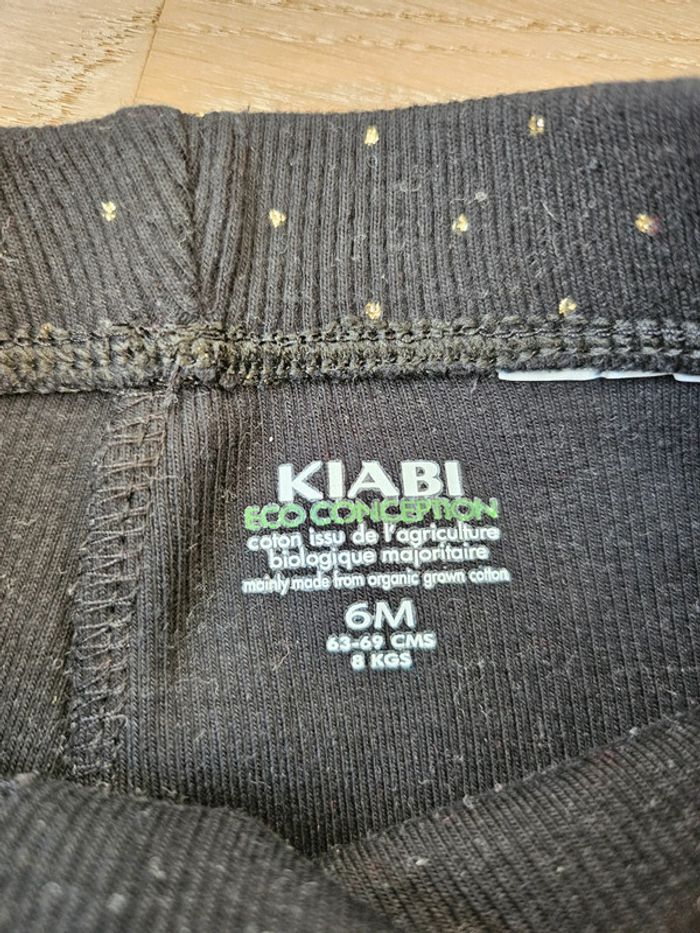 KIABI
ECO CONCEPTION
coton issu de l'agriculture
biologique majoritaire
mainly made from organic grown cotton
6M
63-69 CMS
8 KGS